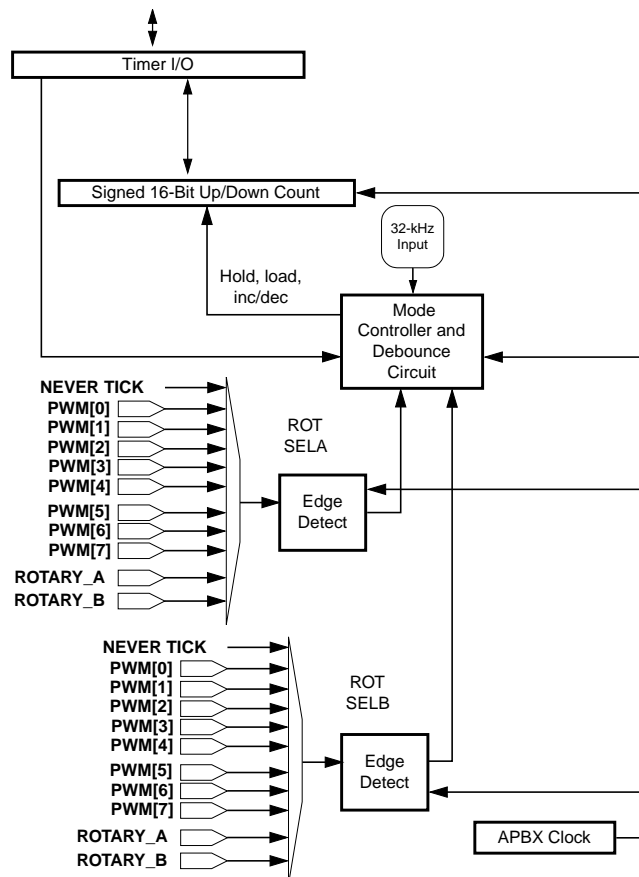 Timer I/O
Signed 16-Bit Up/Down Count
32-kHz
Input
Hold, load,
inc/dec
Mode
Controller and
Debounce
Circuit
NEVER TICK
PWM[0]
PWM[1]
PWM[2]
PWM[3]
PWM[4]
PWM[5]
PWM[6]
PWM[7]
ROTARY_A
ROTARY_B
ROT
SELA
Edge
Detect
NEVER TICK
PWM[0]
PWM[1]
PWM[2]
PWM[3]
PWM[4]
PWM[5]
PWM[6]
PWM[7]
ROTARY_A
ROTARY_B
ROT
SELB
Edge
Detect
APBX Clock